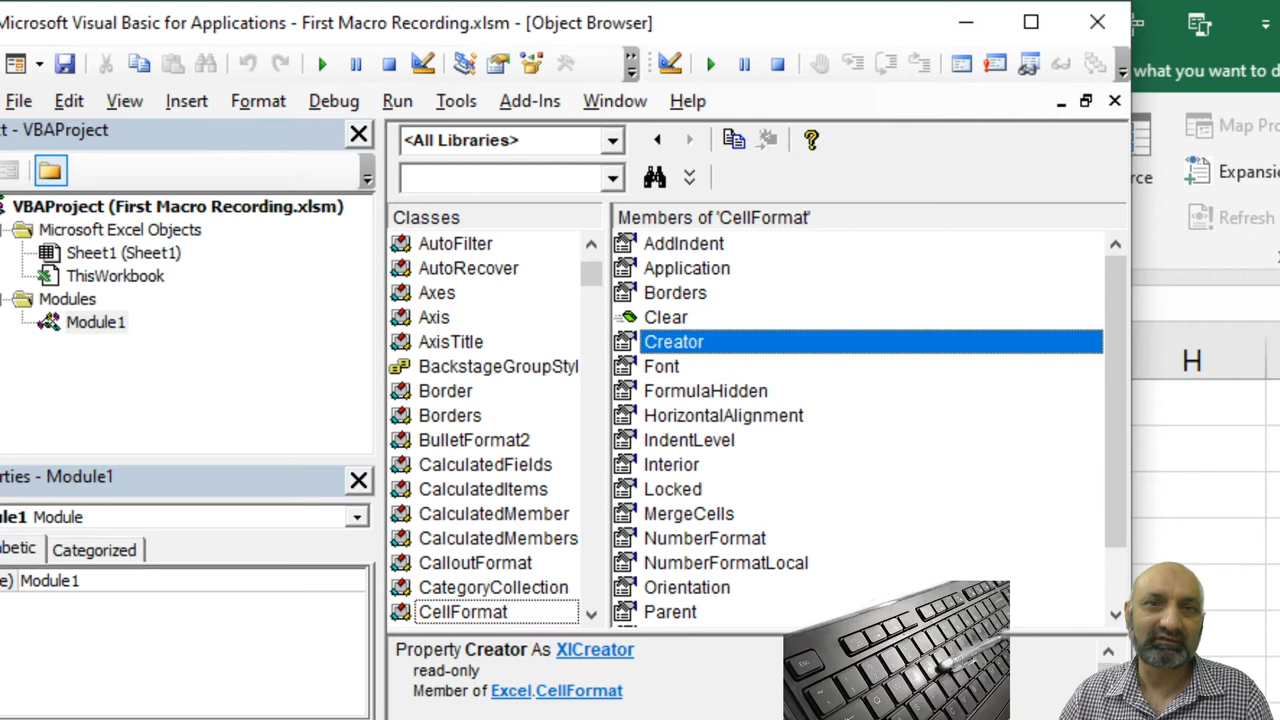 Microsoft Visual Basic for Applications - First Macro Recording.xlsm - [Object Browser]
what you want to d
File Edit View Insert Format Debug Run Tools Add-Ins Window Help
ct - VBAProject
<All Libraries>
Map Pro
rce
Expansi
Refresh
VBAProject (First Macro Recording.xlsm)
Microsoft Excel Objects
Sheet1 (Sheet1)
ThisWorkbook
Modules
Module1
rties - Module1
ule1 Module
betic Categorized
e) Module1
Classes
AutoFilter
AutoRecover
Axes
Axis
AxisTitle
BackstageGroupStyl
Border
Borders
BulletFormat2
CalculatedFields
CalculatedItems
CalculatedMember
CalculatedMembers
CalloutFormat
CategoryCollection
CellFormat
Members of 'CellFormat'
AddIndent
Application
Borders
Clear
Creator
Font
FormulaHidden
HorizontalAlignment
IndentLevel
Interior
Locked
MergeCells
NumberFormat
NumberFormatLocal
Orientation
Parent
Property Creator As XlCreator
read-only
Member of Excel.CellFormat
H
Esc